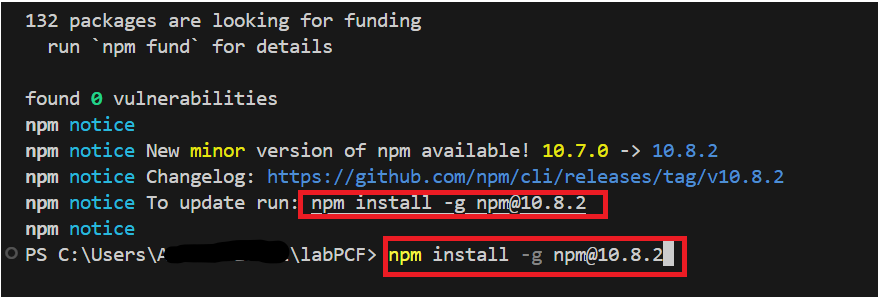 132 packages are looking for funding
run `npm fund` for details
found 0 vulnerabilities
npm notice
npm notice New minor version of npm available! 10.7.0 -> 10.8.2
npm notice Changelog: https://github.com/npm/cli/releases/tag/v10.8.2
npm notice To update run: npm install -g npm@10.8.2
npm notice
PS C:\Users\A \labPCF> npm install -g npm@10.8.2